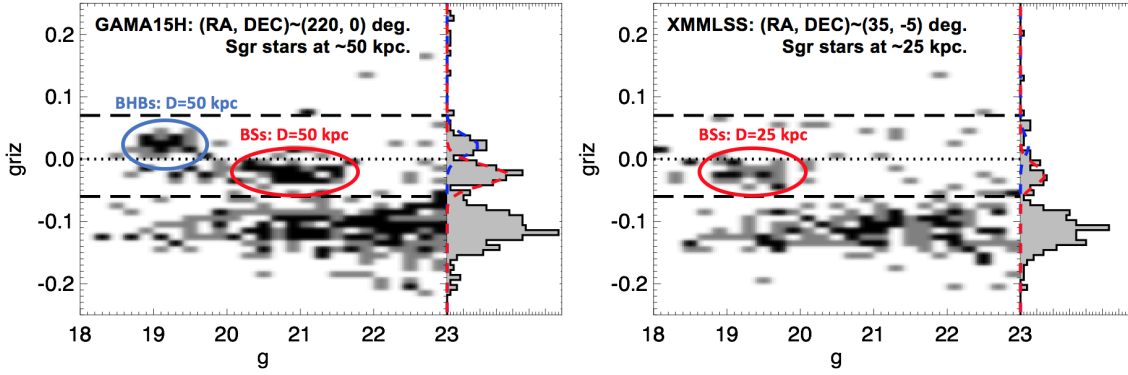 GAMA15H: (RA, DEC)~(220, 0) deg.
Sgr stars at ~50 kpc.
BHBs: D=50 kpc
BSs: D=50 kpc
griz
0.2
0.1
0.0
-0.1
-0.2
18 19 20 21 22 23
g
XMMLSS: (RA, DEC)~(35, -5) deg.
Sgr stars at ~25 kpc.
BSs: D=25 kpc
griz
0.2
0.1
0.0
-0.1
-0.2
18 19 20 21 22 23
g